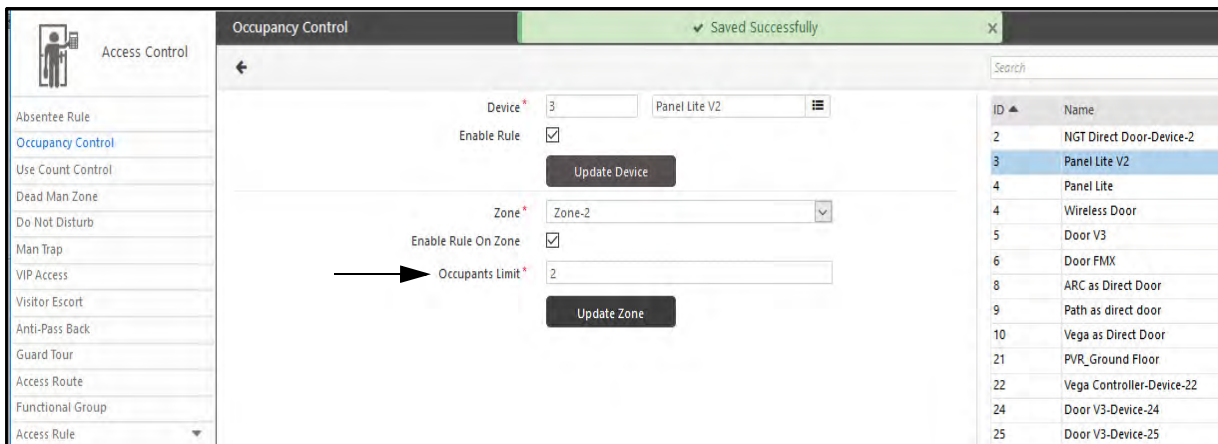 Access Control
Absentee Rule
Occupancy Control
Use Count Control
Dead Man Zone
Do Not Disturb
Man Trap
VIP Access
Visitor Escort
Anti-Pass Back
Guard Tour
Access Route
Functional Group
Access Rule
Occupancy Control
Saved Successfully X
Device* 3 Panel Lite V2
Enable Rule
Update Device
Zone* Zone-2
Enable Rule On Zone
Occupants Limit* 2
Update Zone
Search
ID Name
2 NGT Direct Door-Device-2
3 Panel Lite V2
4 Panel Lite
4 Wireless Door
5 Door V3
6 Door FMX
8 ARC as Direct Door
9 Path as direct door
10 Vega as Direct Door
21 PVR_Ground Floor
22 Vega Controller-Device-22
24 Door V3-Device-24
25 Door V3-Device-25